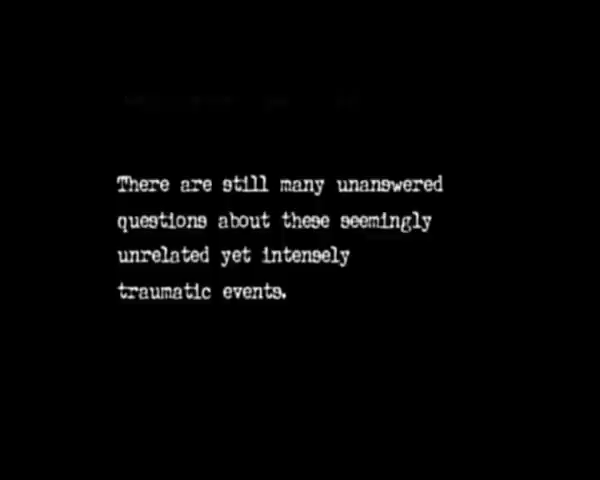 There are still many unanswered
questions about these seemingly
unrelated yet intensely
traumatic events.